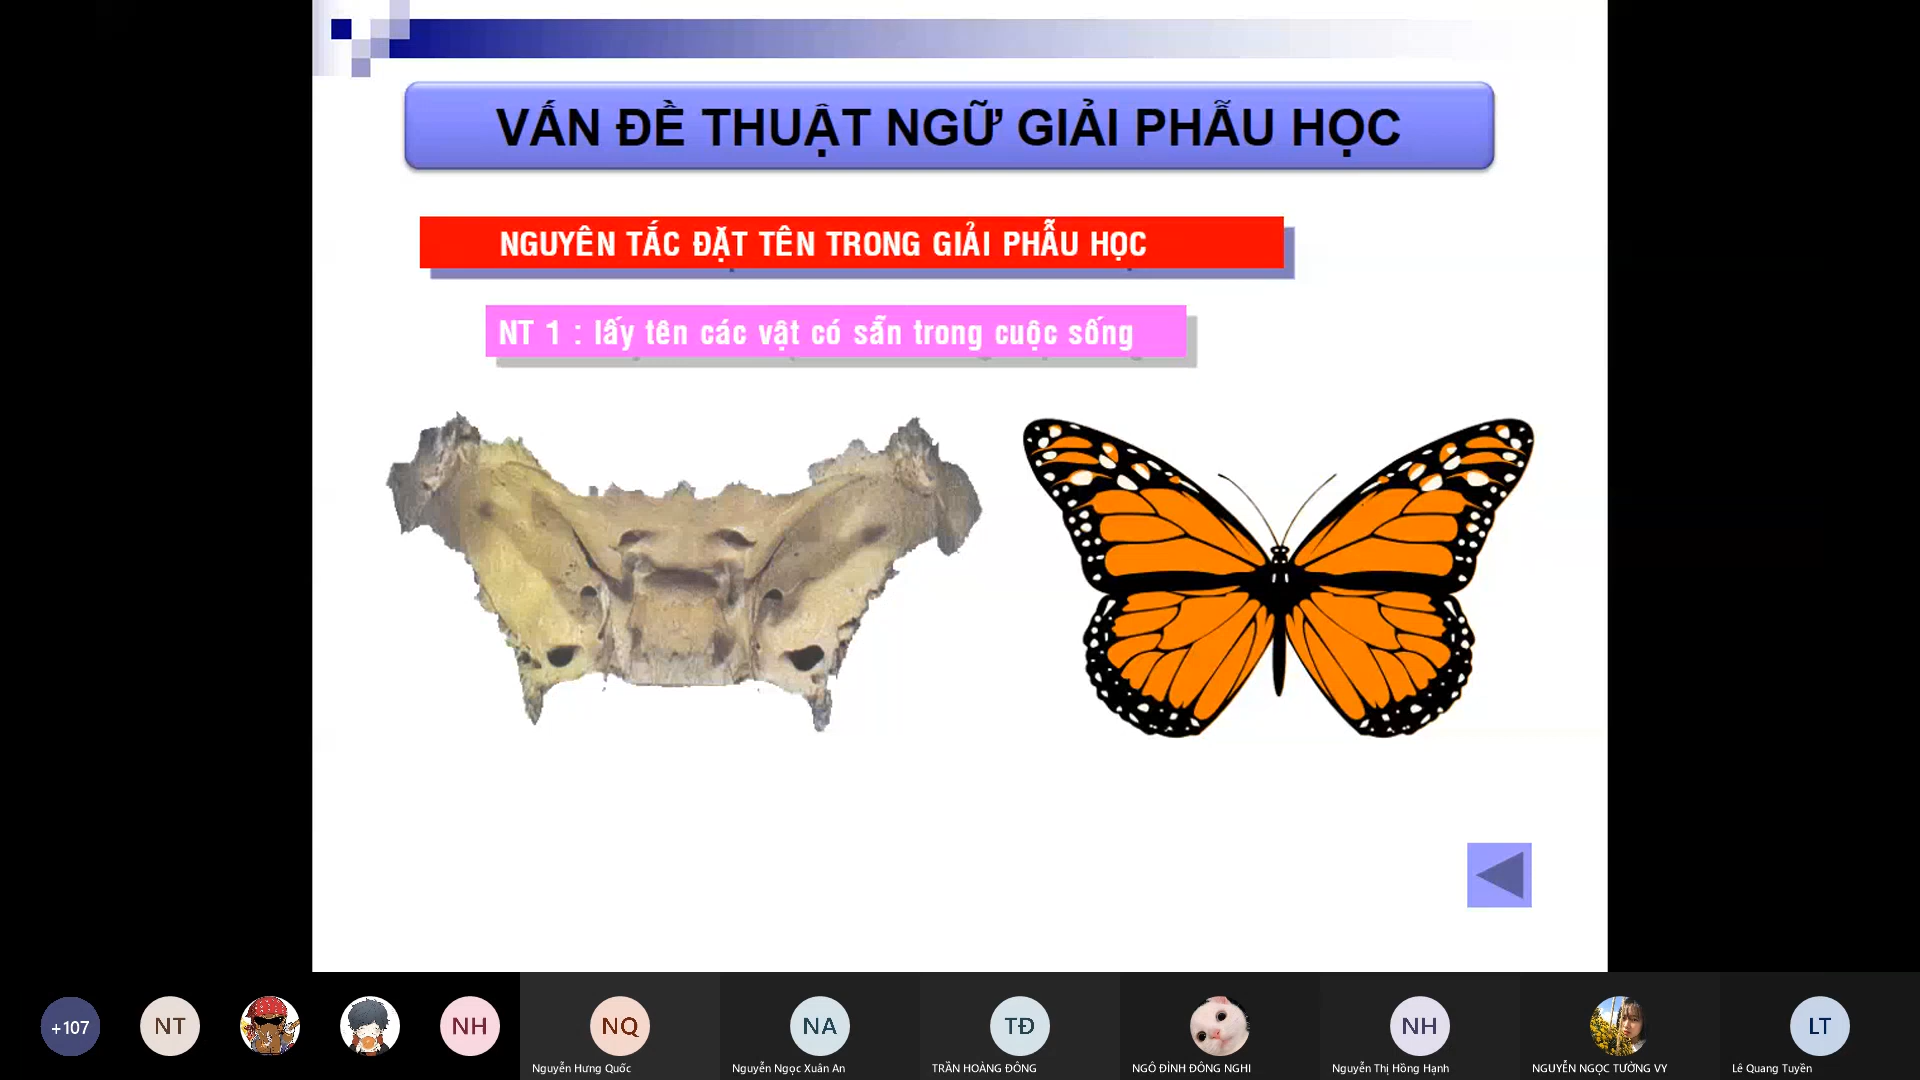 VẤN ĐỀ THUẬT NGỮ GIẢI PHẪU HỌC
NGUYÊN TẮC ĐẶT TÊN TRONG GIẢI PHẪU HỌC
NT 1 : lấy tên các vật có sẵn trong cuộc sống
+107
NT
NH
NQ
NA
TĐ
NH
LT
Nguyễn Hưng Quốc
Nguyễn Ngọc Xuân An
TRẦN HOÀNG ĐÔNG
NGÔ ĐÌNH ĐÔNG NGHI
Nguyễn Thị Hồng Hạnh
NGUYỄN NGỌC TƯỜNG VY
Lê Quang Tuyền